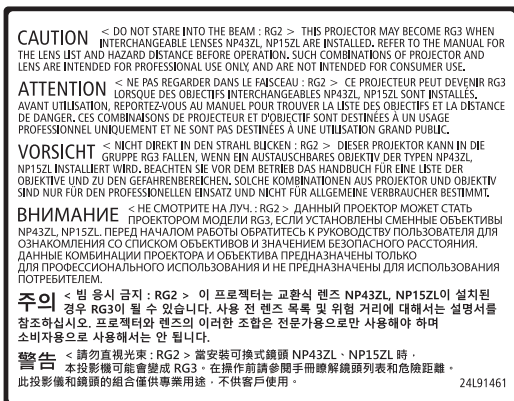 CAUTION < DO NOT STARE INTO THE BEAM : RG2 > THIS PROJECTOR MAY BECOME RG3 WHEN
INTERCHANGEABLE LENSES NP43ZL, NP15ZL ARE INSTALLED. REFER TO THE MANUAL FOR
THE LENS LIST AND HAZARD DISTANCE BEFORE OPERATION, SUCH COMBINATIONS OF PROJECTOR AND
LENS ARE INTENDED FOR PROFESSIONAL USE ONLY, AND ARE NOT INTENDED FOR CONSUMER USE.
ATTENTION < NE PAS REGARDER DANS LE FAISCEAU : RG2 > CE PROJECTEUR PEUT DEVENIR RG3
LORSQUE DES OBJECTIFS INTERCHANGEABLES NP43ZL, NP15ZL SONT INSTALLÉS,
AVANT UTILISATION, REPORTEZ-VOUS AU MANUEL POUR TROUVER LA LISTE DES OBJECTIFS ET LA DISTANCE
DE DANGER. CES COMBINAISONS DE PROJECTEUR ET D'OBJECTIF SONT DESTINÉES À UN USAGE
PROFESSIONNEL UNIQUEMENT ET NE SONT PAS DESTINÉES À UNE UTILISATION GRAND PUBLIC.
VORSICHT < NICHT DIREKT IN DEN STRAHL BLICKEN : RG2 > DIESER PROJEKTOR KANN IN DIE
GRUPPE RG3 FALLEN, WENN EIN AUSTAUSCHBARES OBJEKTIV DER TYPEN NP43ZL,
NP15ZL INSTALLIERT WIRD. BEACHTEN SIE VOR DEM BETRIEB DAS HANDBUCH FÜR EINE LISTE DER
OBJEKTIVE UND ZU DEN GEFAHRENBEREICHEN. SOLCHE KOMBINATIONEN AUS PROJEKTOR UND OBJEKTIV
SIND NUR FÜR DEN PROFESSIONELLEN EINSATZ UND NICHT FÜR ALLGEMEINE VERBRAUCHER BESTIMMT.
ВНИМАНИЕ < НЕ СМОТРИТЕ НА ЛУЧ. : RG2 > ДАННЫЙ ПРОЕКТОР МОЖЕТ СТАТЬ
ПРОЕКТОРОМ МОДЕЛИ RG3, ЕСЛИ УСТАНОВЛЕНЫ СМЕННЫЕ ОБЪЕКТИВЫ
NP43ZL, NP15ZL. ПЕРЕД НАЧАЛОМ РАБОТЫ ОБРАТИТЕСЬ К РУКОВОДСТВУ ПОЛЬЗОВАТЕЛЯ ДЛЯ
ОЗНАКОМЛЕНИЯ СО СПИСКОМ ОБЪЕКТИВОВ И ЗНАЧЕНИЕМ БЕЗОПАСНОГО РАССТОЯНИЯ.
ДАННЫЕ КОМБИНАЦИИ ПРОЕКТОРА И ОБЪЕКТИВА ПРЕДНАЗНАЧЕНЫ ТОЛЬКО
ДЛЯ ПРОФЕССИОНАЛЬНОГО ИСПОЛЬЗОВАНИЯ И НЕ ПРЕДНАЗНАЧЕНЫ ДЛЯ ИСПОЛЬЗОВАНИЯ
ПОТРЕБИТЕЛЕМ.
주의 < 빔 응시 금지 : RG2 > 이 프로젝터는 교환식 렌즈 NP43ZL, NP15ZL이 설치된
경우 RG3이 될 수 있습니다. 사용 전 렌즈 목록 및 위험 거리에 대해서는 설명서를
참조하십시오. 프로젝터와 렌즈의 이러한 조합은 전문가용으로만 사용해야 하며
소비자용으로 사용해서는 안 됩니다.
警告 < 請勿直視光束 : RG2 > 當安裝可換式鏡頭 NP43ZL、NP15ZL 時，
本投影機可能會變成 RG3。在操作前請參閱手冊瞭解鏡頭列表和危險距離。
此投影儀和鏡頭的組合僅供專業用途，不供客戶使用。
24L91461